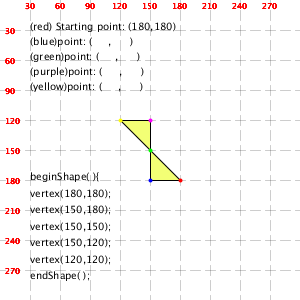 30 60 90 120 150 180 210 240 270
30
(red) Starting point: (180,180)
(blue)point: ( , )
(green)point: ( , )
60
(purple)point: ( , )
(yellow)point: ( , )
90
120
150
beginShape(){
180
vertex(180,180);
vertex(150,180);
210
vertex(150,150);
240
vertex(150,120);
vertex(120,120);
270
endShape();